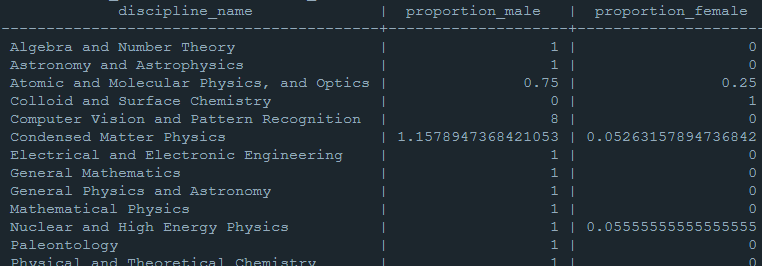 discipline_name | proportion_male | proportion_female
------------------------------------------+--------------------+---------------------
Algebra and Number Theory | 1 | 0
Astronomy and Astrophysics | 1 | 0
Atomic and Molecular Physics, and Optics | 0.75 | 0.25
Colloid and Surface Chemistry | 0 | 1
Computer Vision and Pattern Recognition | 8 | 0
Condensed Matter Physics | 1.1578947368421053 | 0.05263157894736842
Electrical and Electronic Engineering | 1 | 0
General Mathematics | 1 | 0
General Physics and Astronomy | 1 | 0
Mathematical Physics | 1 | 0
Nuclear and High Energy Physics | 1 | 0.05555555555555555
Paleontology | 1 | 0
Physical and Theoretical Chemistry | 1 | 0